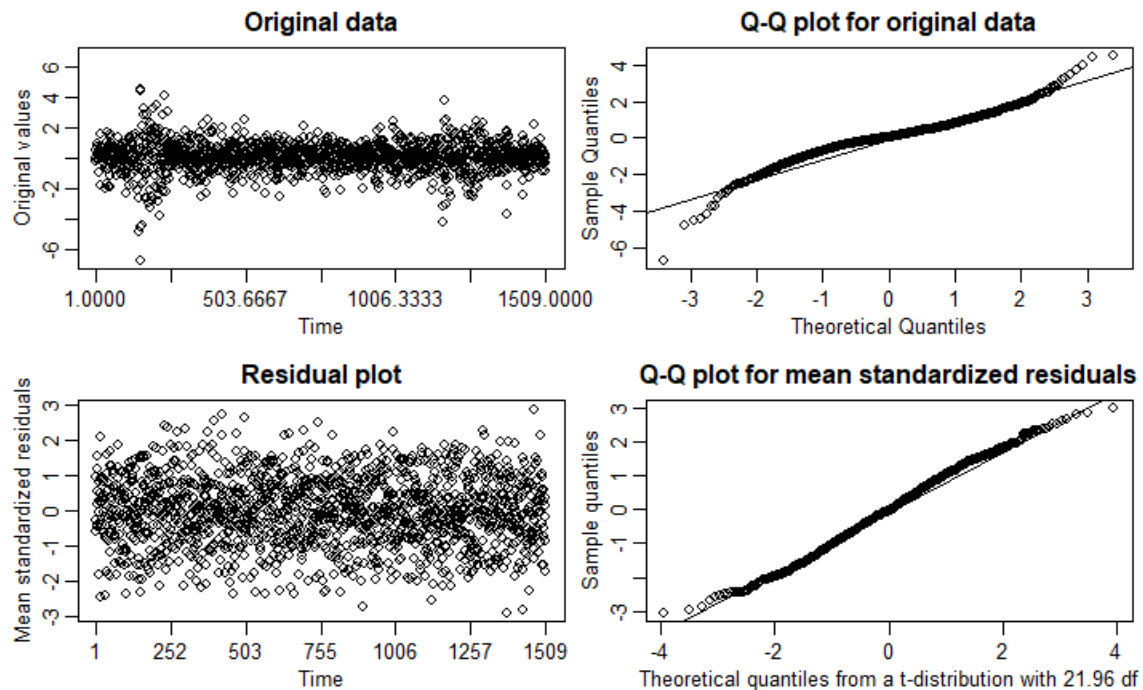 Original data
Original values
6
2
-2
-6
1.0000 503.6667 1006.3333 1509.0000
Time
Q-Q plot for original data
Sample Quantiles
4
2
0
-2
-4
-6
-3 -2 -1 0 1 2 3
Theoretical Quantiles
Residual plot
Mean standardized residuals
3
2
1
0
-1
-2
-3
1 252 503 755 1006 1257 1509
Time
Q-Q plot for mean standardized residuals
Sample quantiles
3
2
1
0
-1
-3
-4 -2 0 2 4
Theoretical quantiles from a t-distribution with 21.96 df